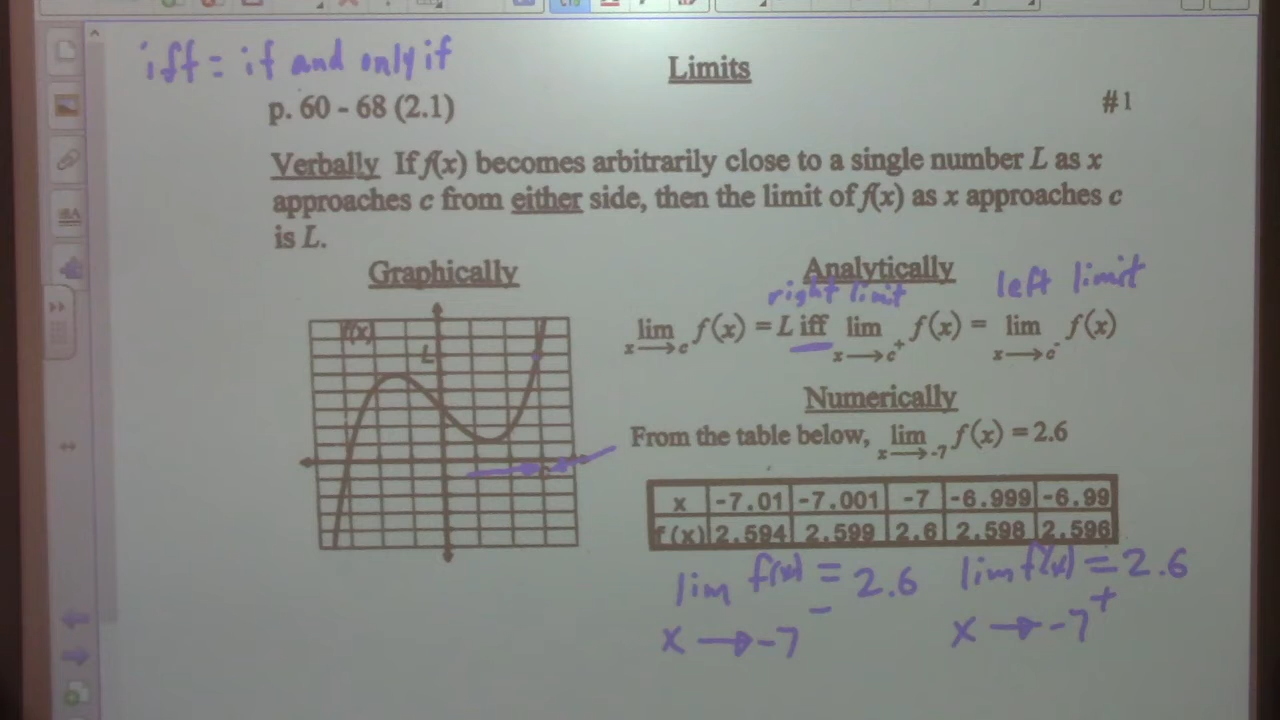 iff = if and only if
Limits
p. 60 - 68 (2.1)
#1
Verbally If f(x) becomes arbitrarily close to a single number L as x
approaches c from either side, then the limit of f(x) as x approaches c
is L.
Graphically
Analytically
right limit
left limit
f(x)
L
lim x→c f(x) = L iff lim x→c⁺ f(x) = lim x→c⁻ f(x)
Numerically
From the table below, lim x→-7 f(x) = 2.6
x -7.01 -7.001 -7 -6.999 -6.99
f(x) 2.594 2.599 2.6 2.598 2.596
lim f(x) = 2.6 lim f(x) = 2.6
x → -7⁻ x → -7⁺